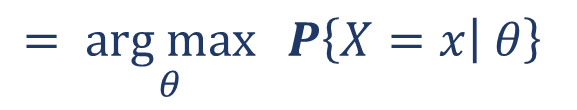 = arg max P{X = x| θ}
θ